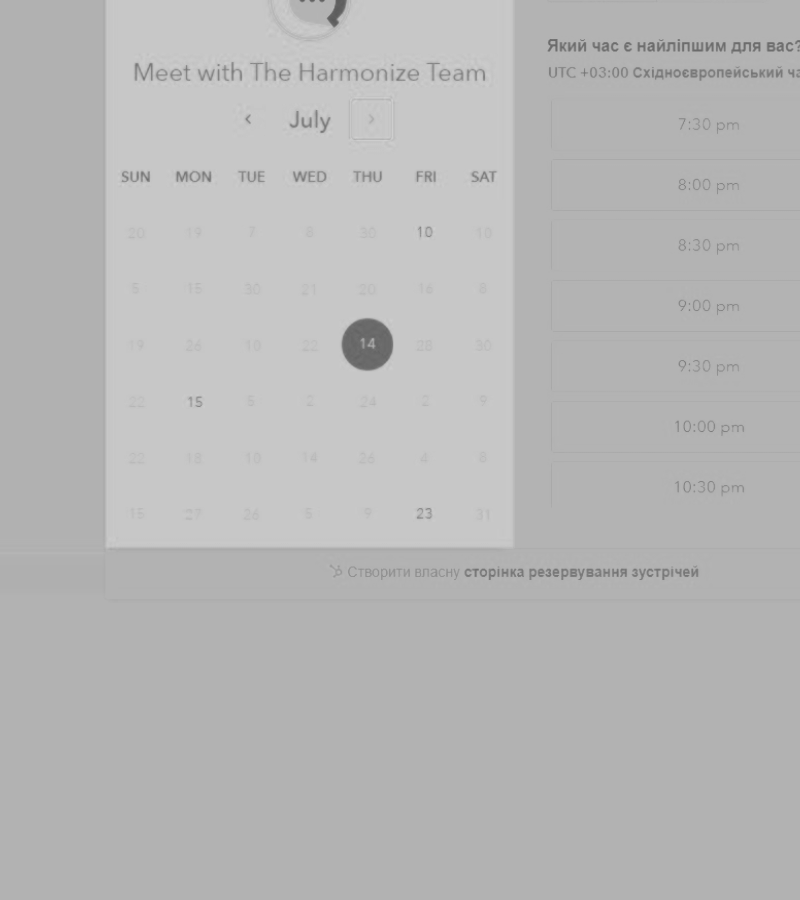 Meet with The Harmonize Team
‹ July ›
SUN MON TUE WED THU FRI SAT
20 19 7 8 30 10 10
5 15 30 21 20 16 8
19 26 10 22 14 28 30
22 15 5 2 24 2 9
22 18 10 14 26 4 8
15 27 26 5 9 23 31
Який час є найліпшим для вас?
UTC +03:00 Східноєвропейський
7:30 pm
8:00 pm
8:30 pm
9:00 pm
9:30 pm
10:00 pm
10:30 pm
Створити власну сторінка резервування зустрічей